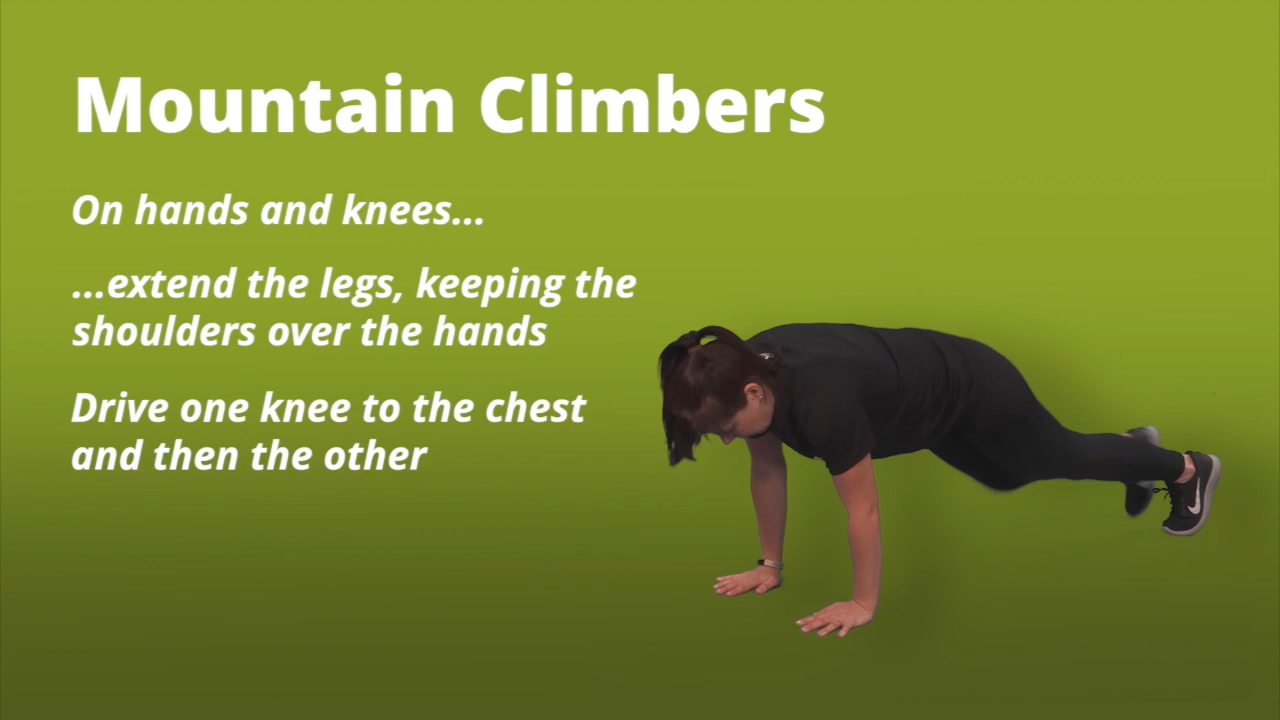 Mountain Climbers
On hands and knees...
...extend the legs, keeping the
shoulders over the hands
Drive one knee to the chest
and then the other